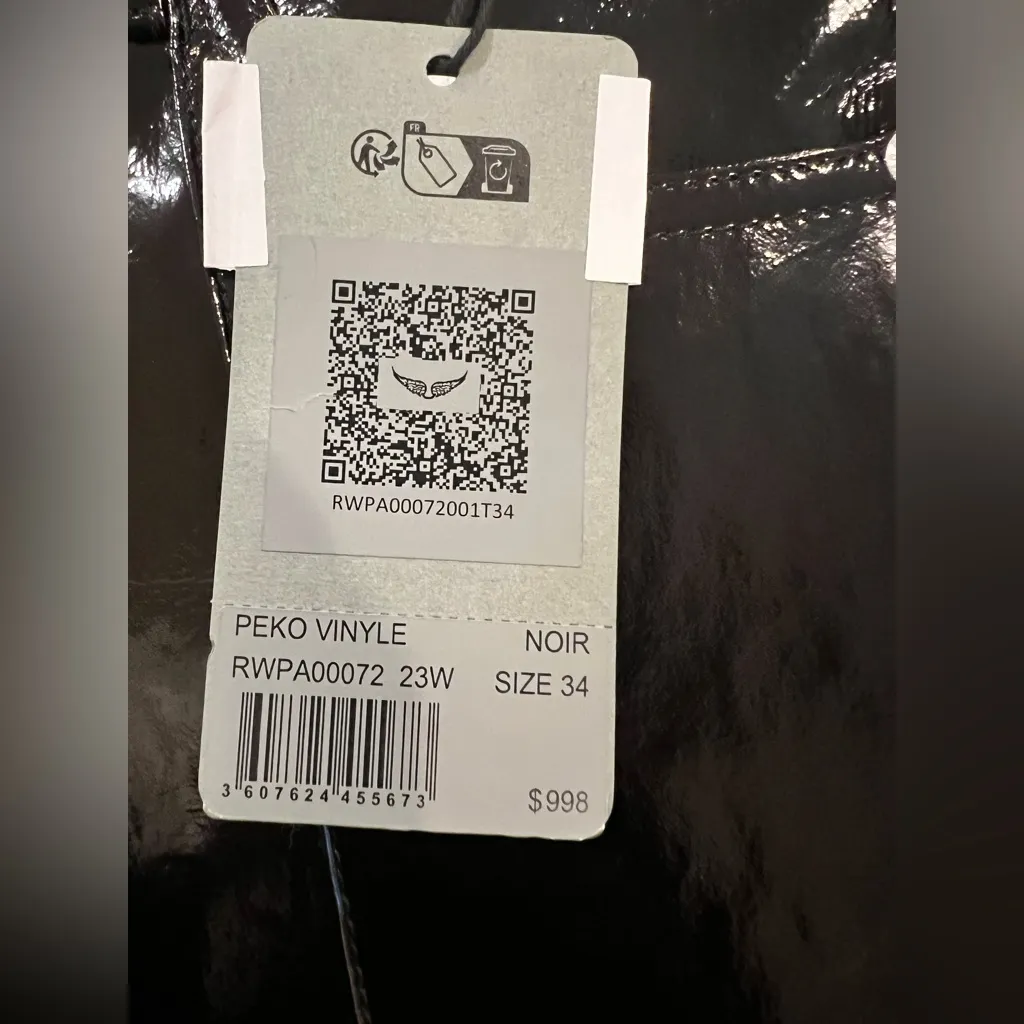 FR
RWPA00072001T34
PEKO VINYLE NOIR
RWPA00072 23W SIZE 34
3 607624 455673
$998